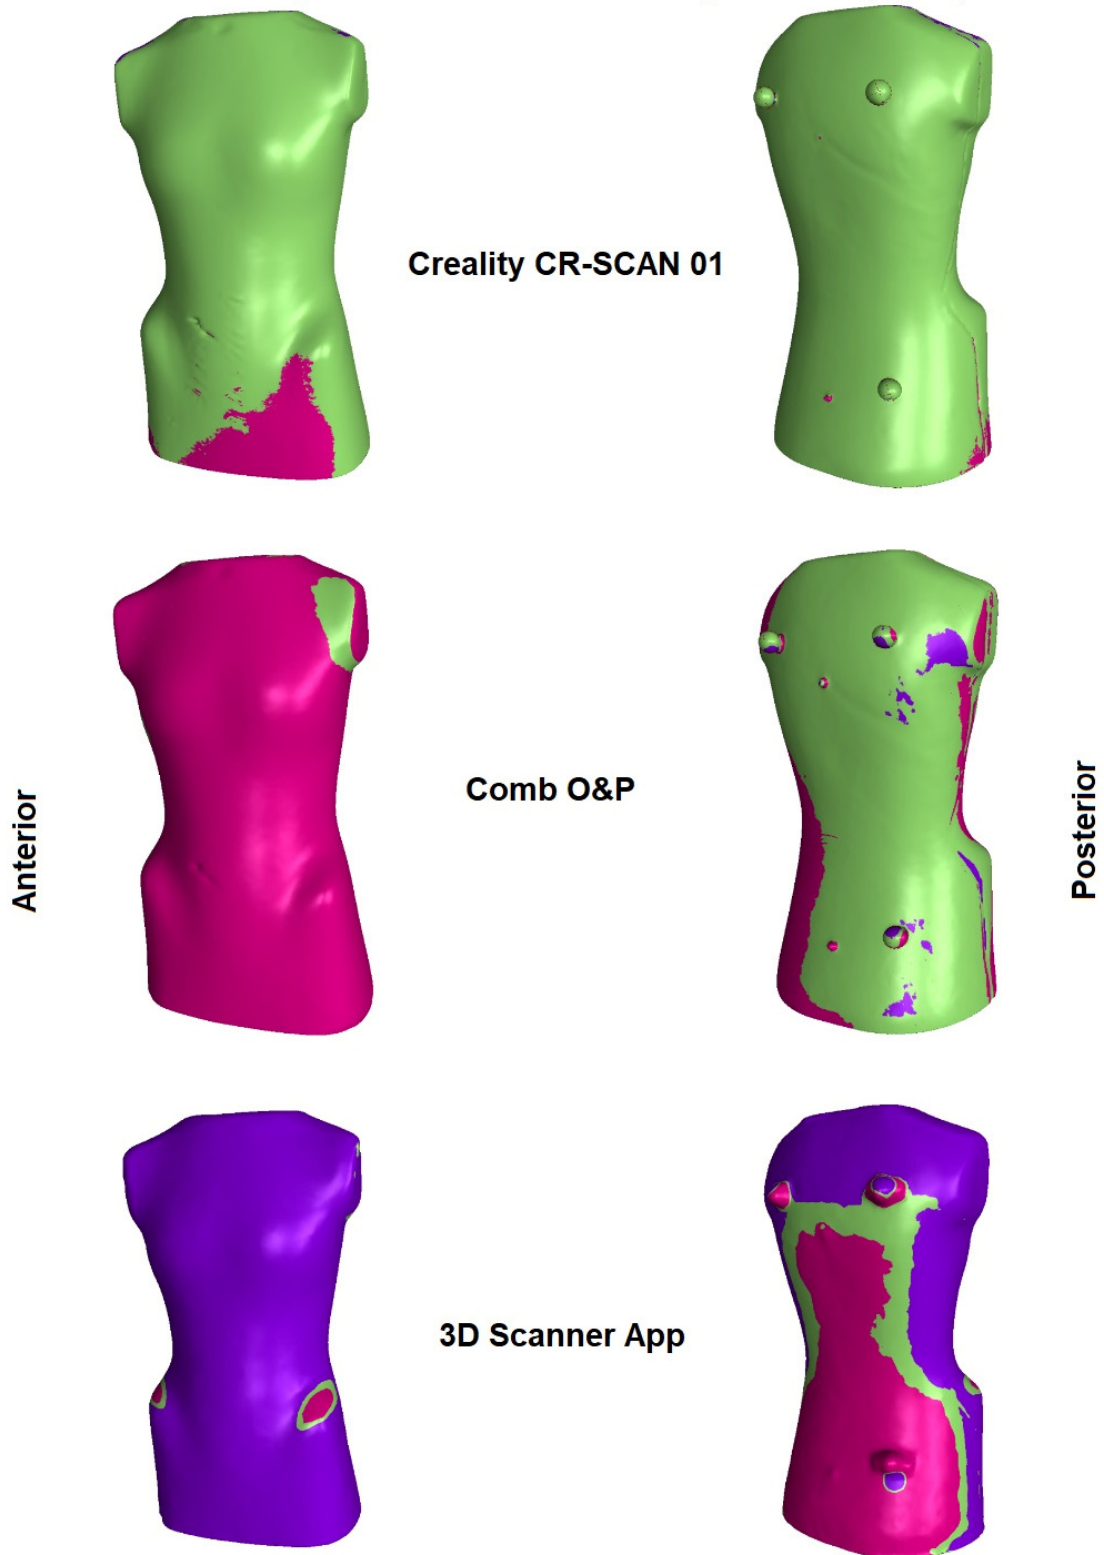 Creality CR-SCAN 01
Anterior
Comb O&P
Posterior
3D Scanner App